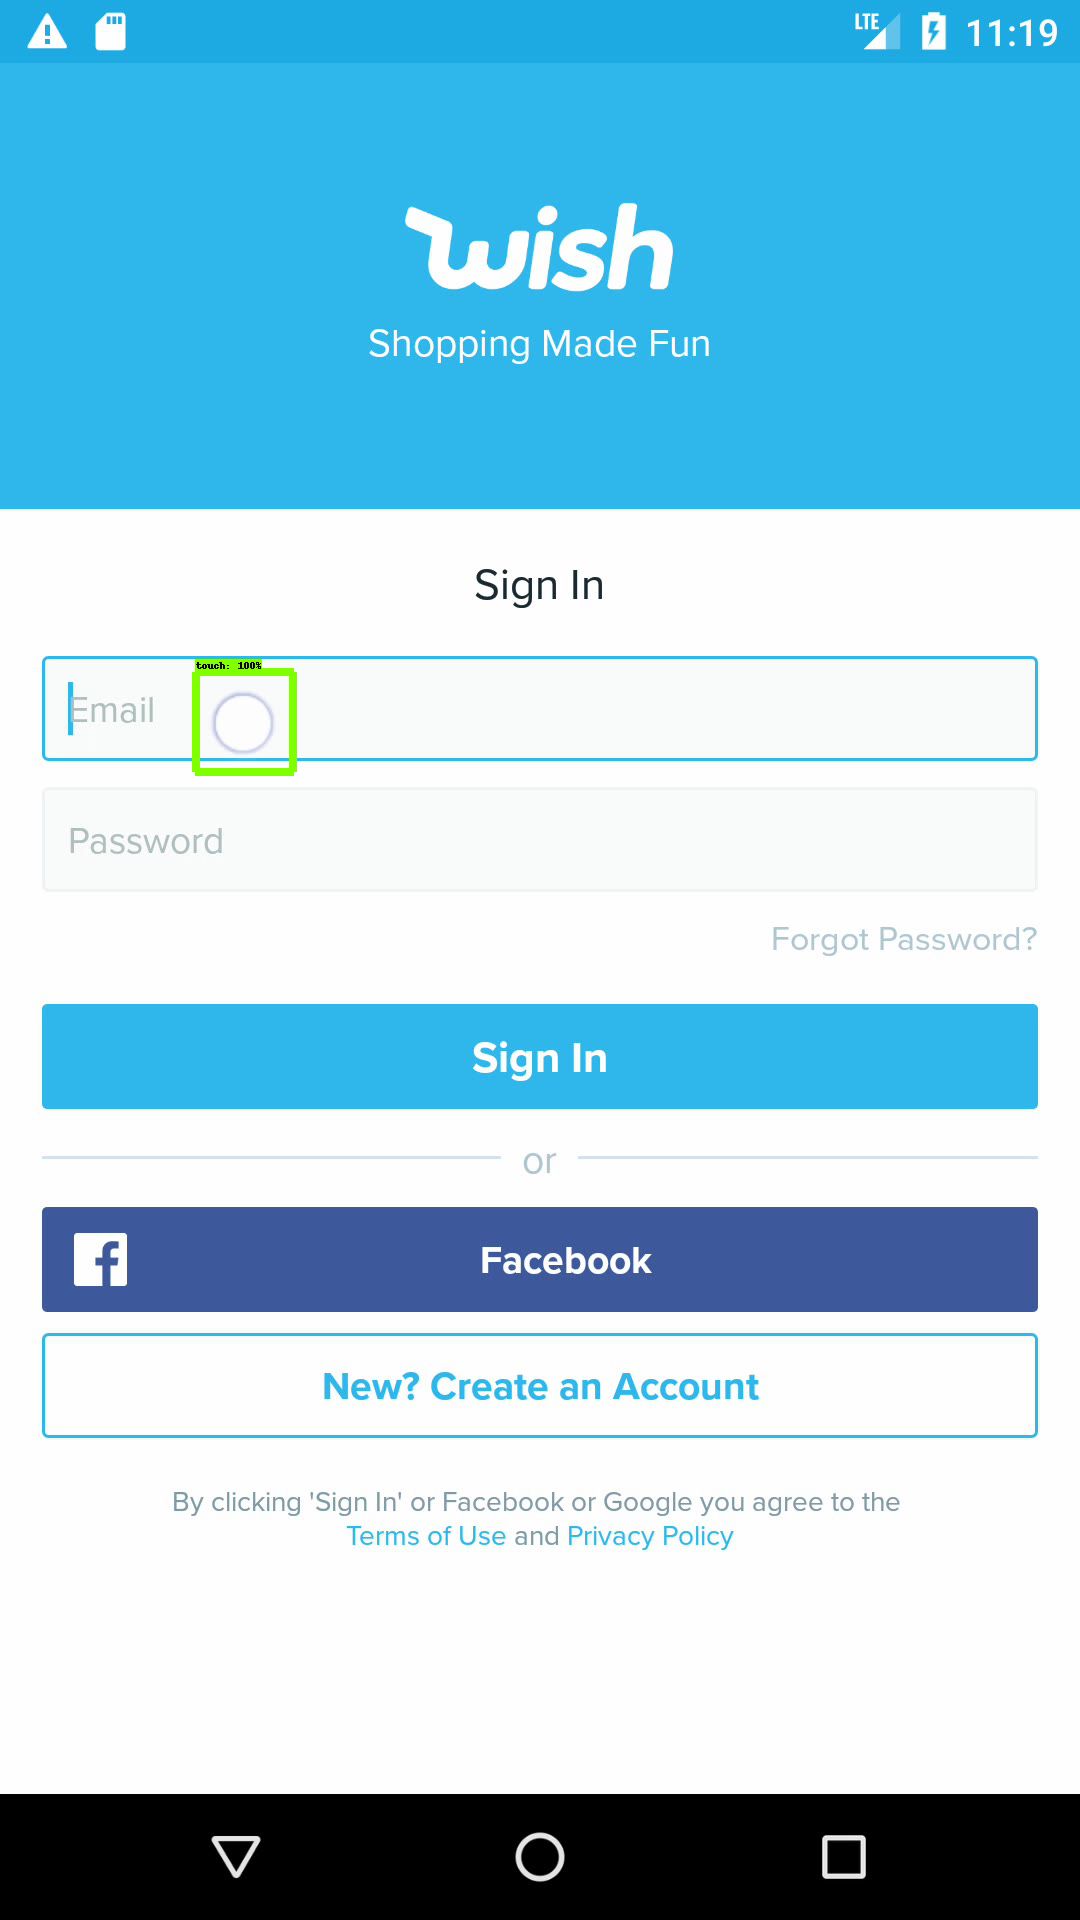 LTE 11:19
wish
Shopping Made Fun
Sign In
touch: 100%
Email
Password
Forgot Password?
Sign In
or
Facebook
New? Create an Account
By clicking 'Sign In' or Facebook or Google you agree to the
Terms of Use and Privacy Policy